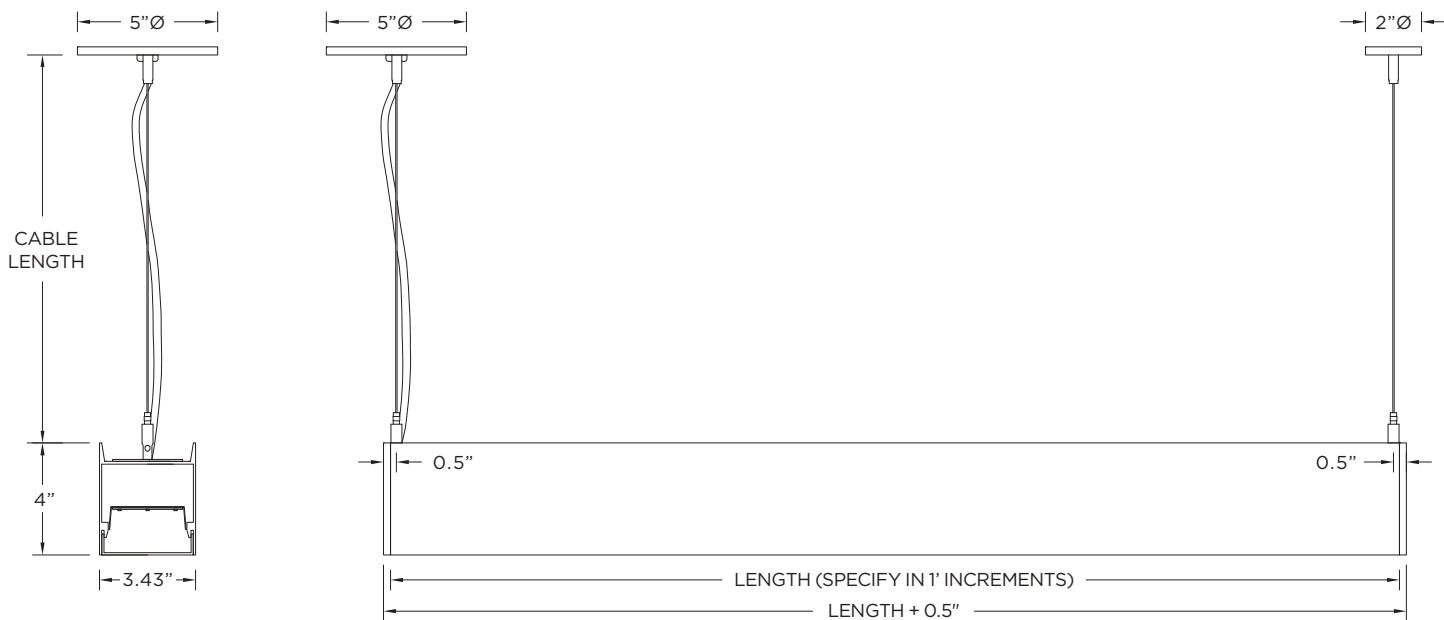 5”Ø
5”Ø
2”Ø
CABLE
LENGTH
0.5”
0.5”
4”
3.43”
LENGTH (SPECIFY IN 1’ INCREMENTS)
LENGTH + 0.5"